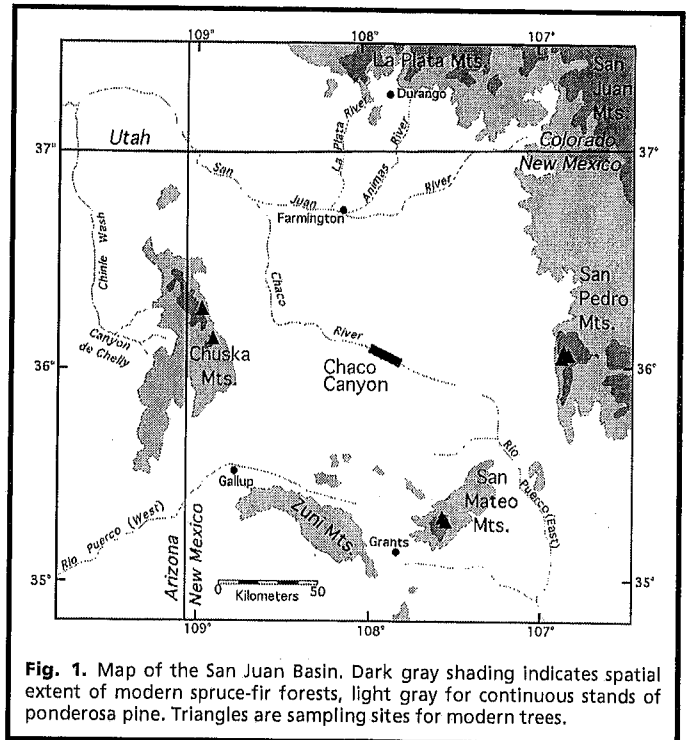 109°
108°
107°
La Plata Mts.
San
Juan
Mts.
Durango
La Plata River
Animas River
Utah
Colorado
37°
New Mexico
37°
San
Juan
River
Farmington
Chinle Wash
Chaco
River
San
Pedro
Mts.
Canyon
de Chelly
Chuska
Mts.
Chaco
Canyon
36°
36°
Rio
Puerco (East)
Gallup
San
Mateo
Mts.
Zuni Mts.
Grants
Rio Puerco (West)
Arizona
New Mexico
35°
35°
0 50
Kilometers
109°
108°
107°
Fig. 1. Map of the San Juan Basin. Dark gray shading indicates spatial
extent of modern spruce-fir forests, light gray for continuous stands of
ponderosa pine. Triangles are sampling sites for modern trees.